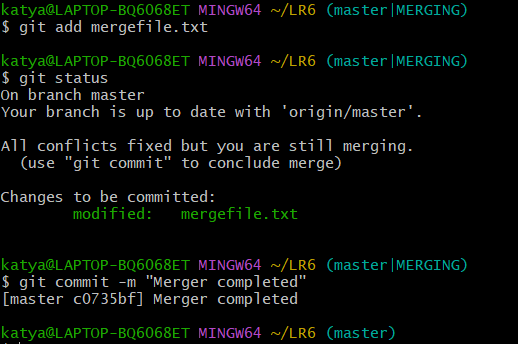 katya@LAPTOP-BQ6068ET MINGW64 ~/LR6 (master|MERGING)
$ git add mergefile.txt
katya@LAPTOP-BQ6068ET MINGW64 ~/LR6 (master|MERGING)
$ git status
On branch master
Your branch is up to date with 'origin/master'.
All conflicts fixed but you are still merging.
  (use "git commit" to conclude merge)
Changes to be committed:
        modified:   mergefile.txt
katya@LAPTOP-BQ6068ET MINGW64 ~/LR6 (master|MERGING)
$ git commit -m "Merger completed"
[master c0735bf] Merger completed
katya@LAPTOP-BQ6068ET MINGW64 ~/LR6 (master)